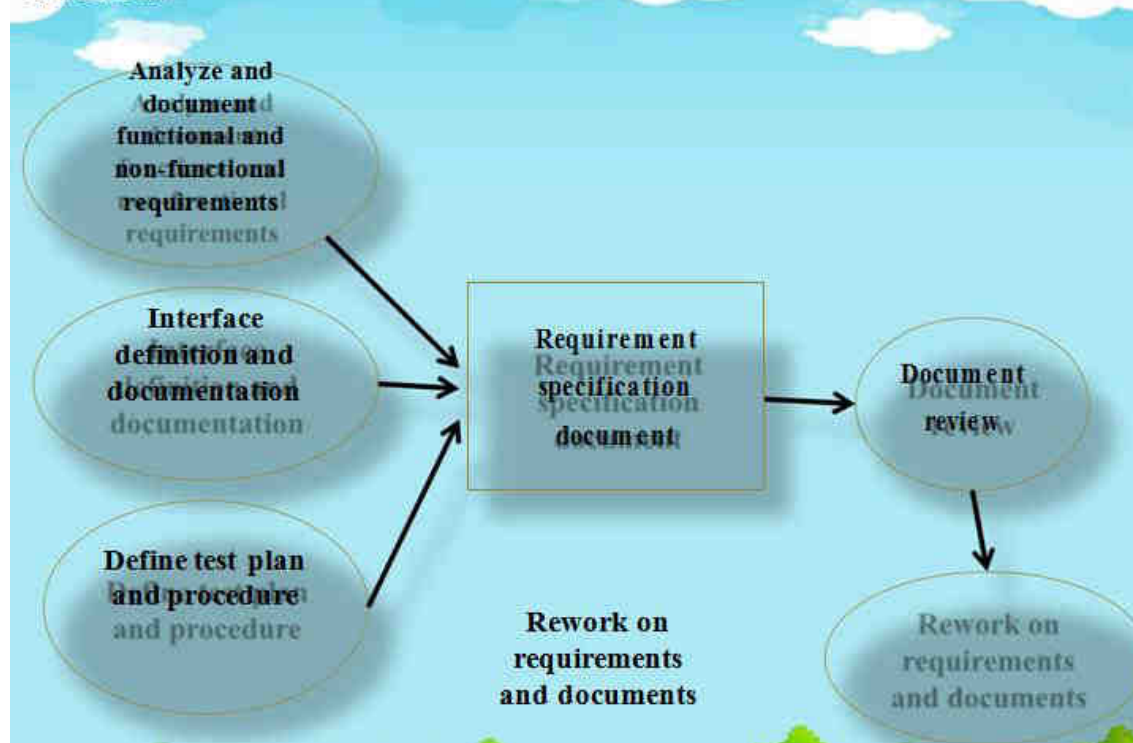 Analyze and
document
functional and
non-functional
requirements
Interface
definition and
documentation
Define test plan
and procedure
Requirement
specification
document
Document
review
Rework on
requirements
and documents
Rework on
requirements
and documents